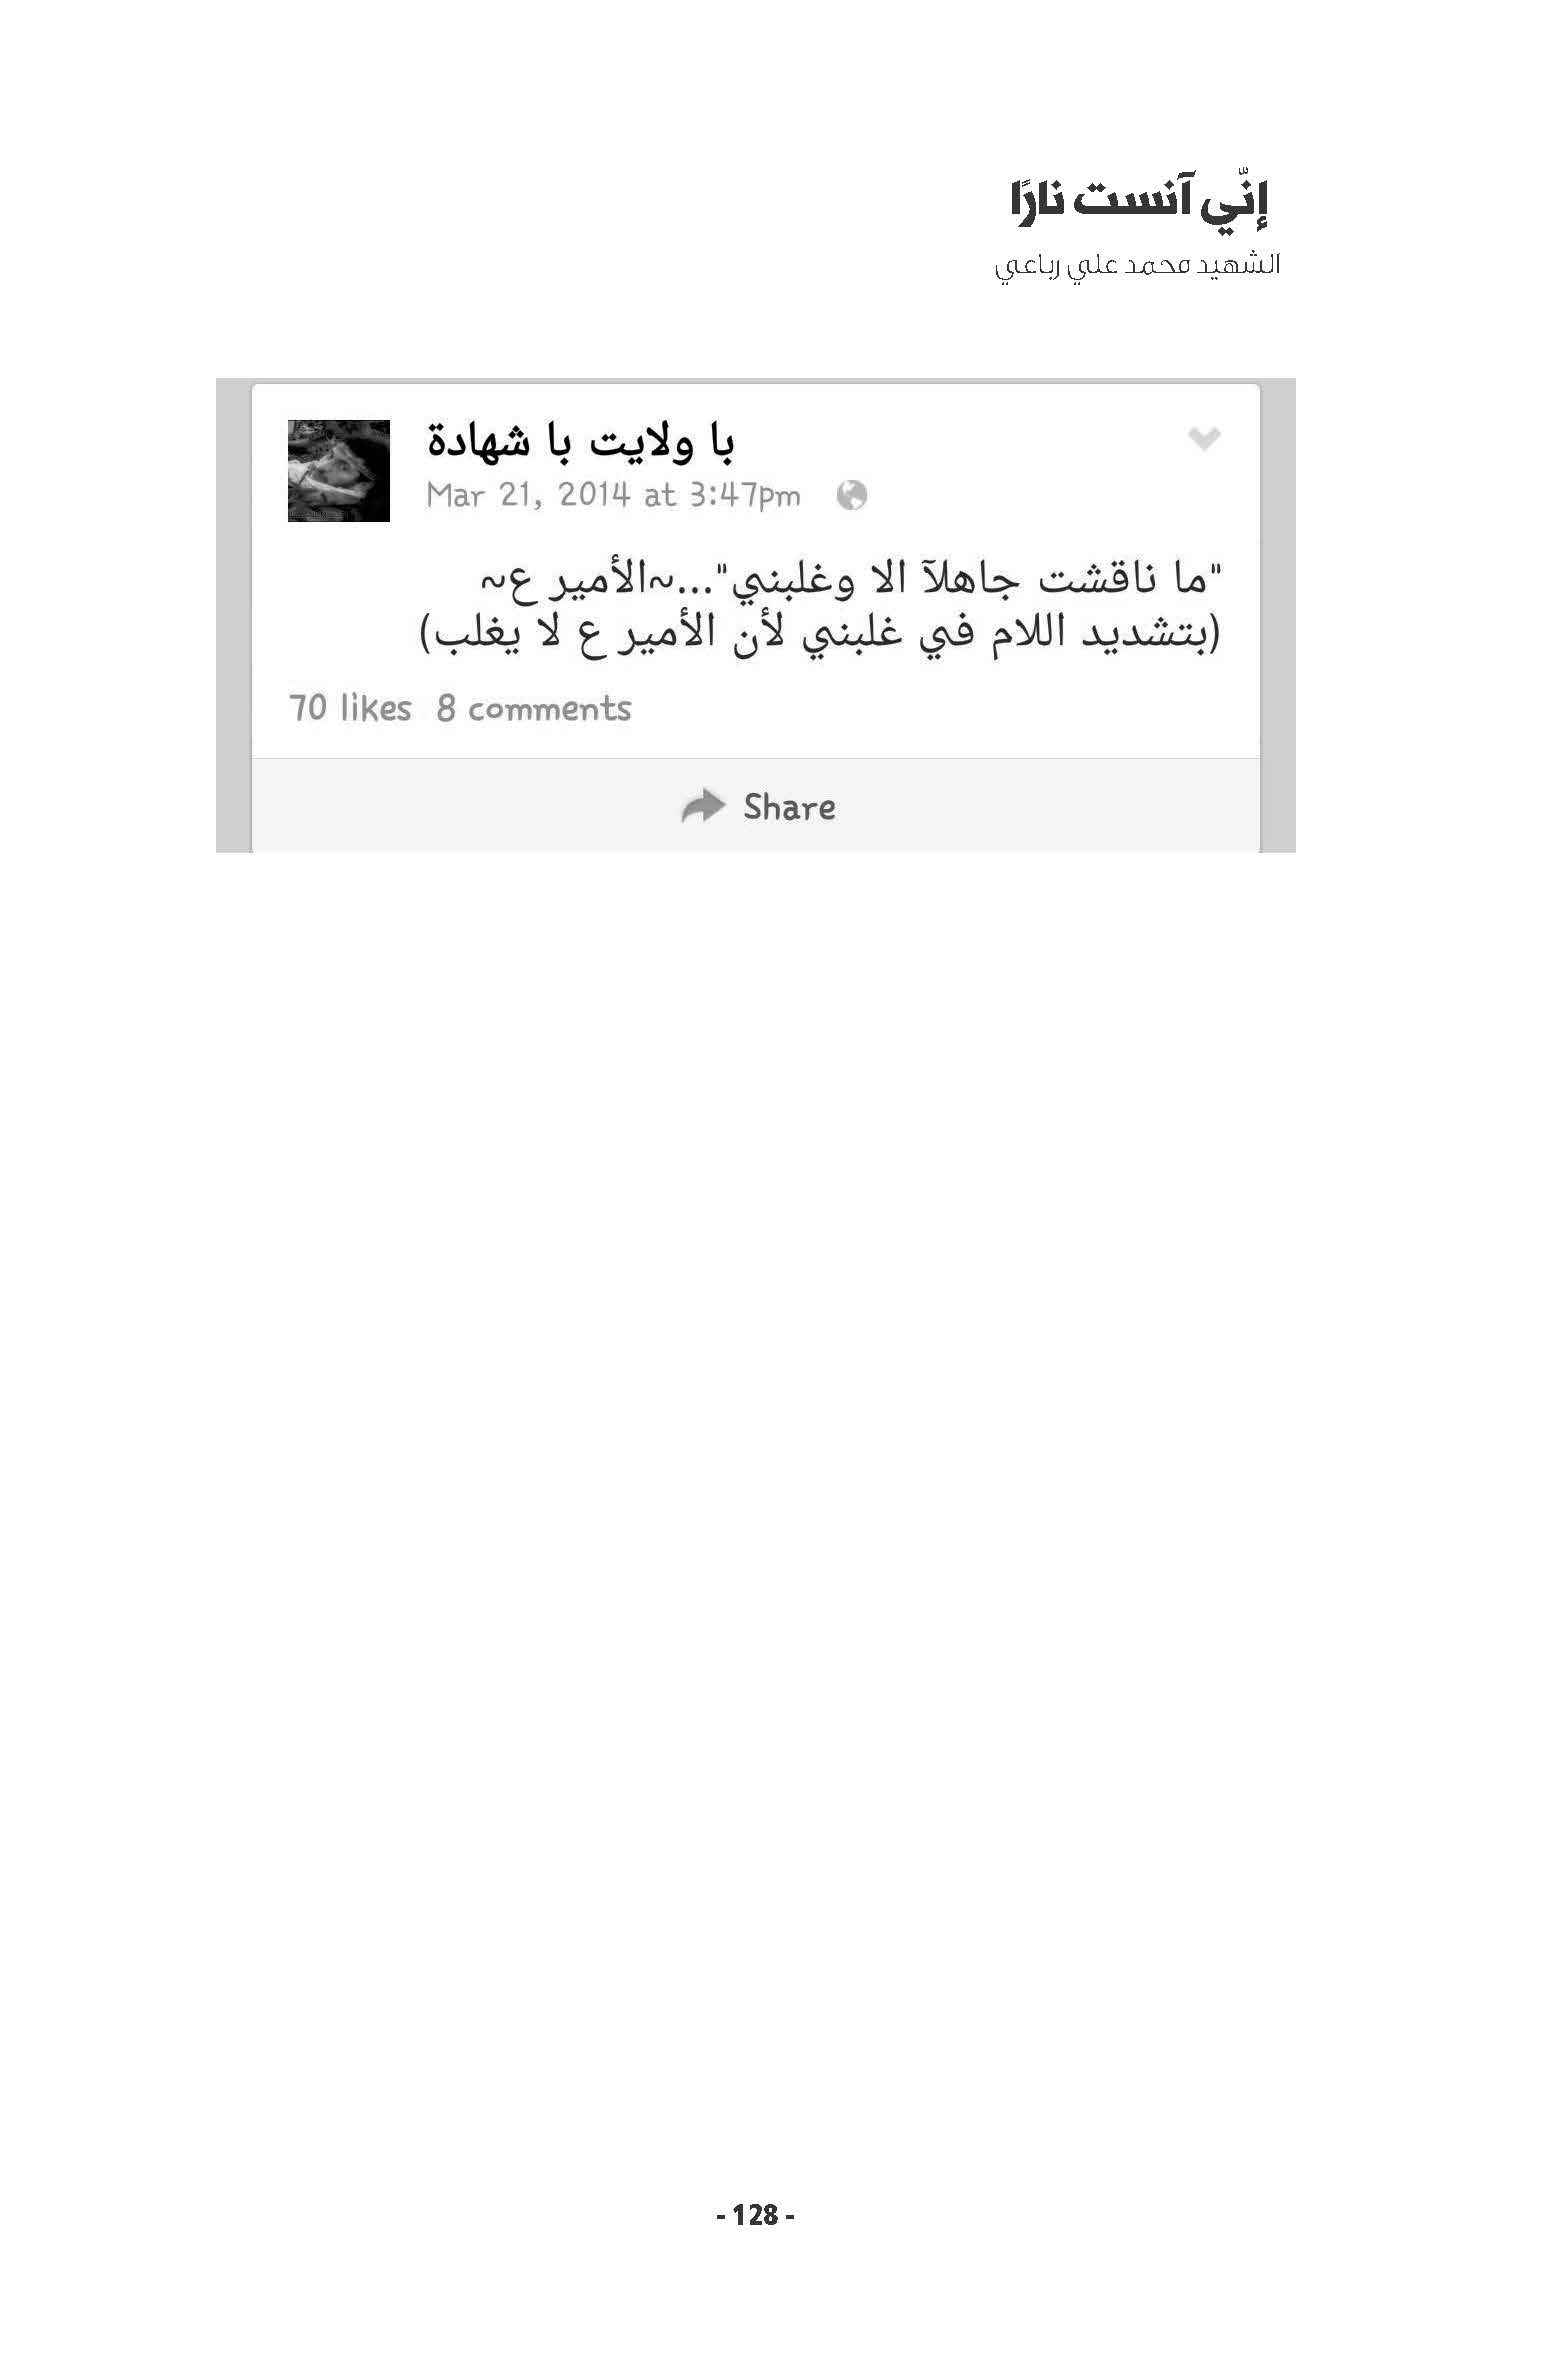 إنّي آنست نارًا
الشهيد محمد علي رباعي
با ولايت با شهادة
Mar 21, 2014 at 3:47pm
"ما ناقشت جاهلآ الا وغلبني"...~الأمير ع~
(بتشديد اللام في غلبني لأن الأمير ع لا يغلب)
70 likes 8 comments
Share
- 128 -